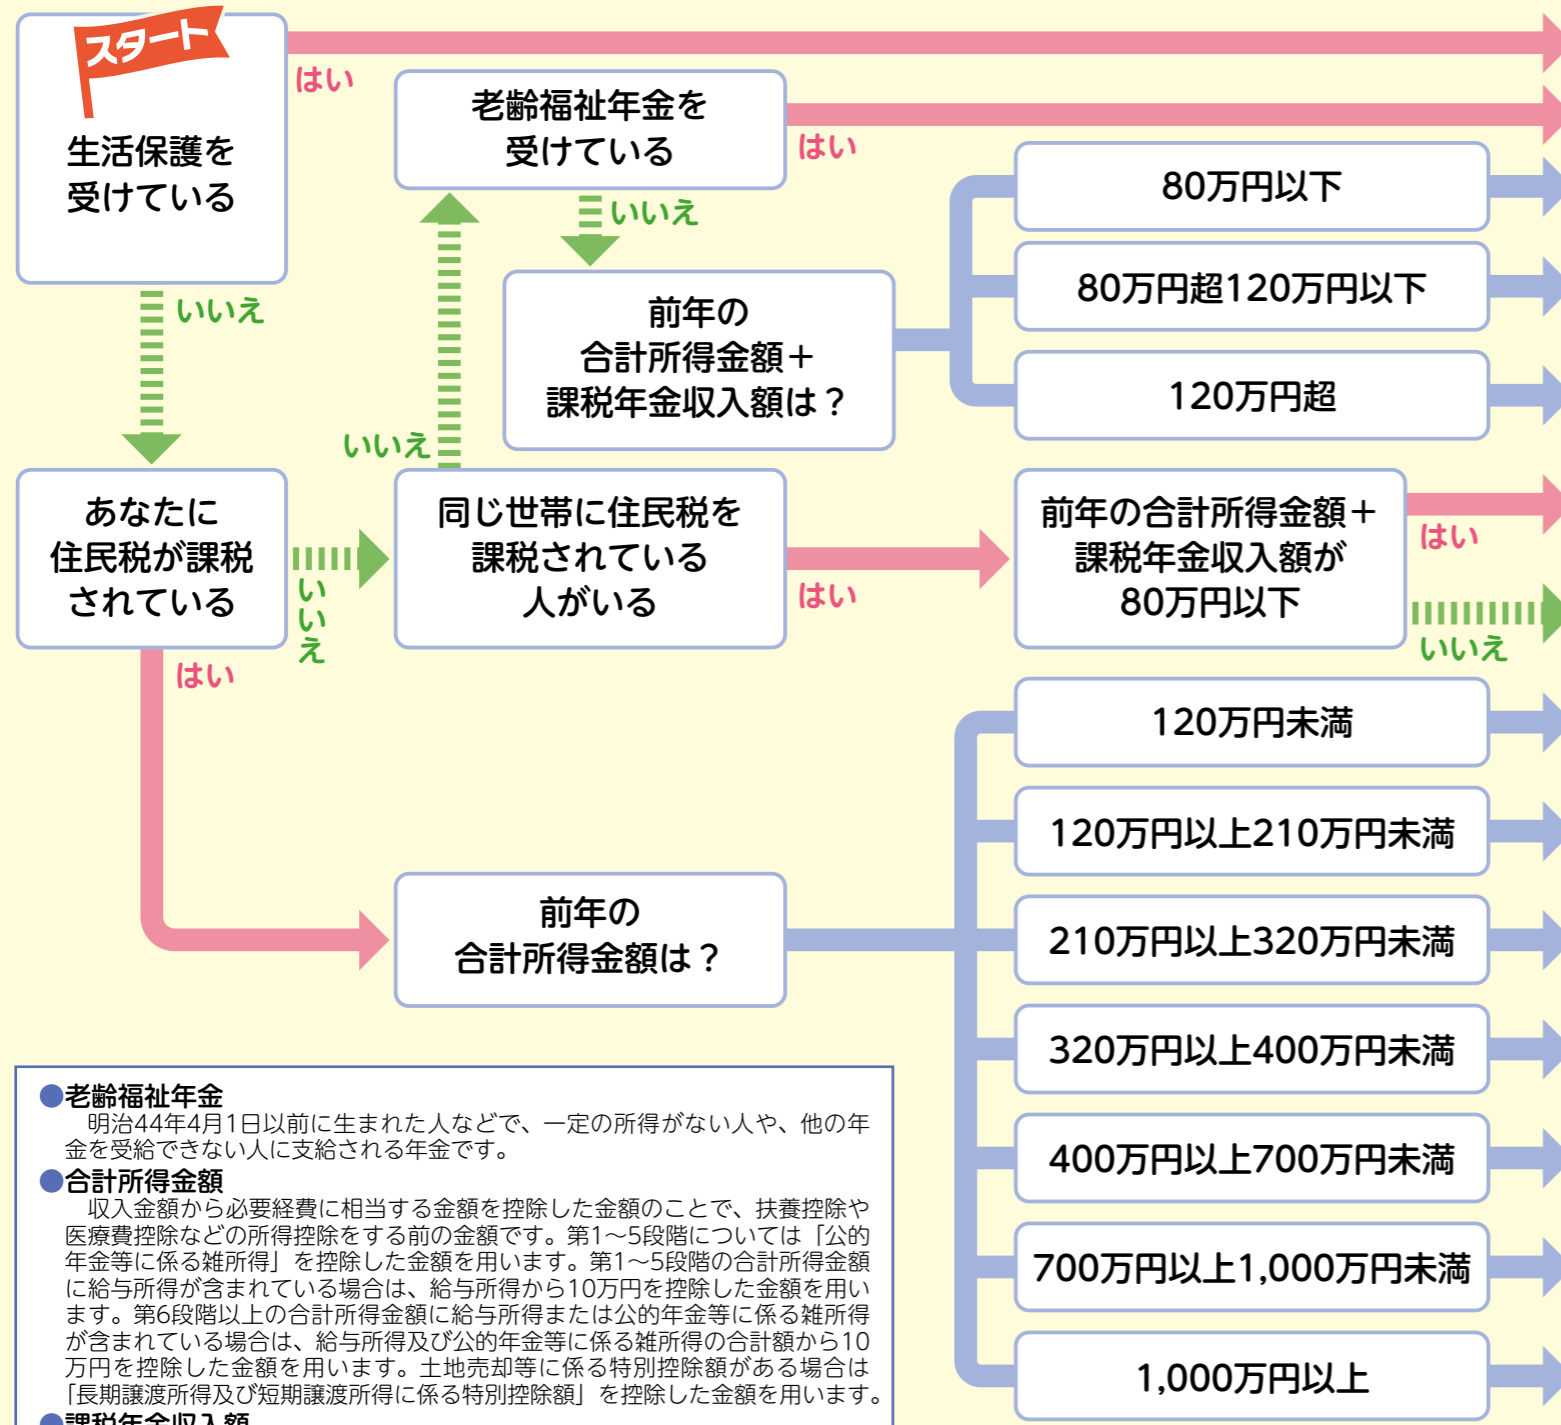 スタート
生活保護を
受けている
はい
いいえ
老齢福祉年金を
受けている
はい
いいえ
前年の
合計所得金額＋
課税年金収入額は？
80万円以下
80万円超120万円以下
120万円超
あなたに
住民税が課税
されている
いいえ
はい
同じ世帯に住民税を
課税されている
人がいる
いいえ
はい
前年の合計所得金額＋
課税年金収入額が
80万円以下
はい
いいえ
前年の
合計所得金額は？
120万円未満
120万円以上210万円未満
210万円以上320万円未満
320万円以上400万円未満
400万円以上700万円未満
700万円以上1,000万円未満
1,000万円以上
●老齢福祉年金
明治44年4月1日以前に生まれた人などで、一定の所得がない人や、他の年
金を受給できない人に支給される年金です。
●合計所得金額
収入金額から必要経費に相当する金額を控除した金額のことで、扶養控除や
医療費控除などの所得控除をする前の金額です。第1～5段階については「公的
年金等に係る雑所得」を控除した金額を用います。第1～5段階の合計所得金額
に給与所得が含まれている場合は、給与所得から10万円を控除した金額を用い
ます。第6段階以上の合計所得金額に給与所得または公的年金等に係る雑所得
が含まれている場合は、給与所得及び公的年金等に係る雑所得の合計額から10
万円を控除した金額を用います。土地売却等に係る特別控除額がある場合は
「長期譲渡所得及び短期譲渡所得に係る特別控除額」を控除した金額を用います。
●課税年金収入額